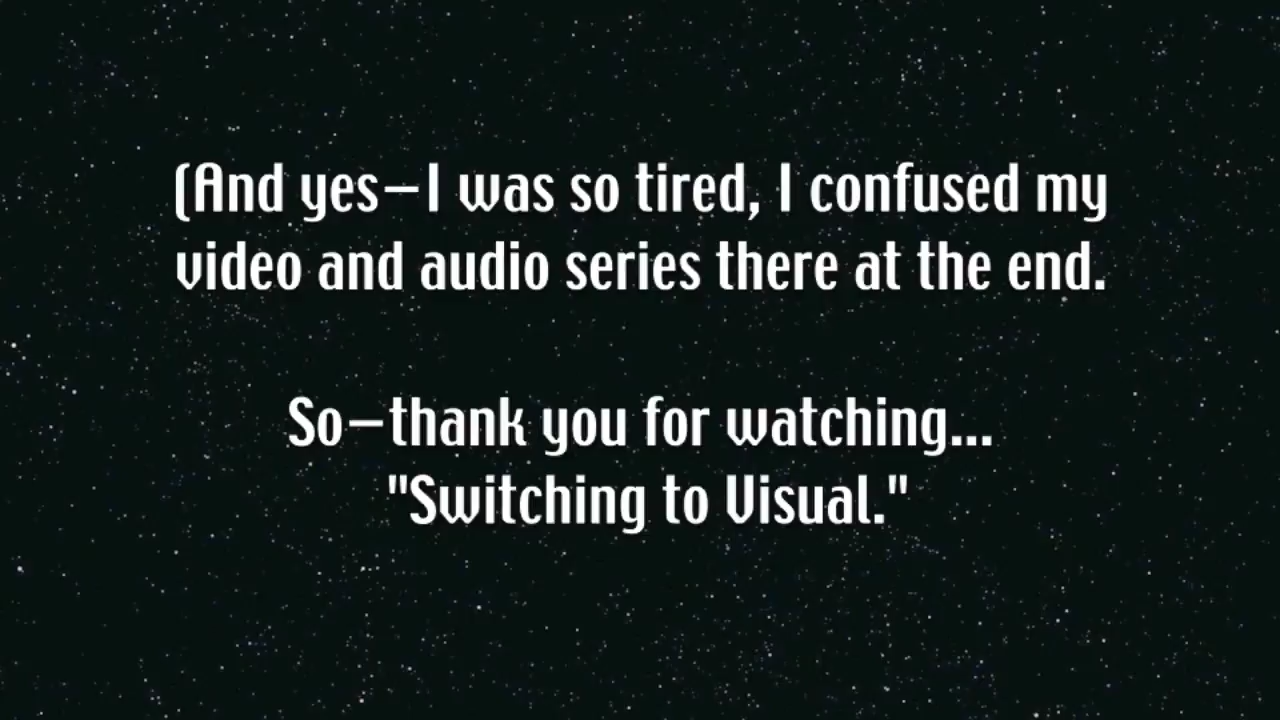 (And yes—I was so tired, I confused my
video and audio series there at the end.
So—thank you for watching...
"Switching to Visual."